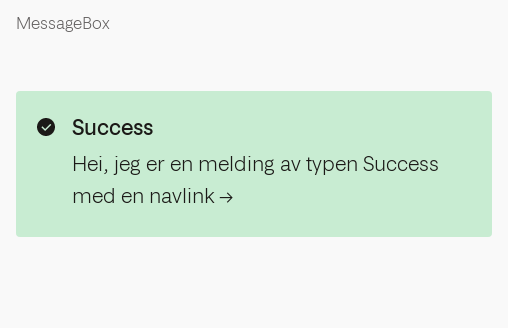 MessageBox
Success
Hei, jeg er en melding av typen Success
med en navlink →